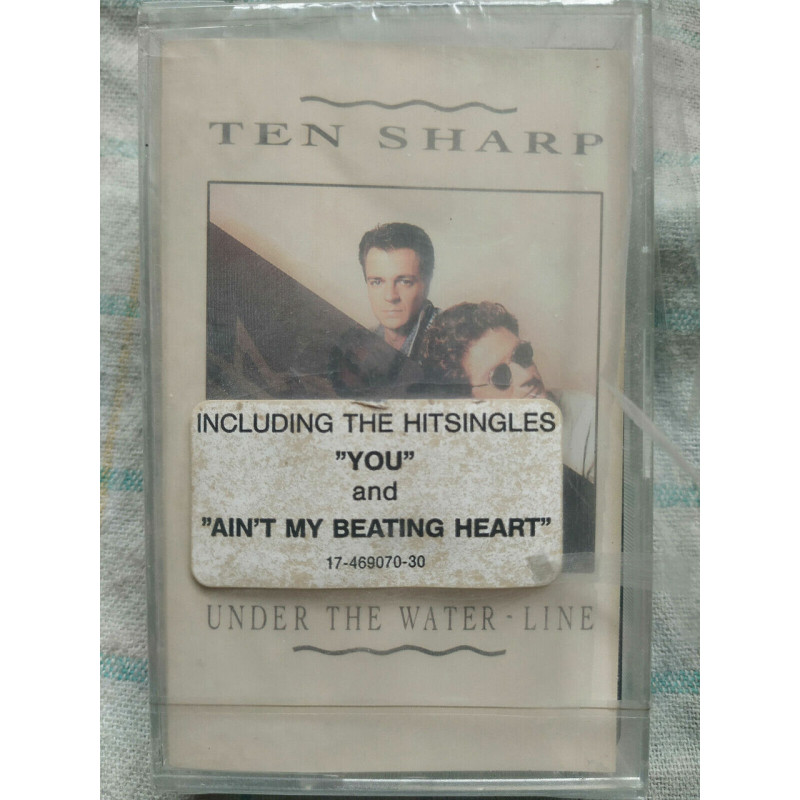 TEN SHARP
INCLUDING THE HITSINGLES
”YOU”
and
”AIN'T MY BEATING HEART”
17-469070-30
UNDER THE WATER - LINE